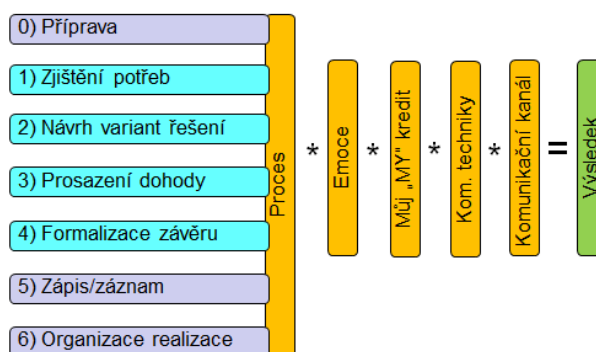 0) Příprava
1) Zjištění potřeb
2) Návrh variant řešení
3) Prosazení dohody
4) Formalizace závěru
5) Zápis/záznam
6) Organizace realizace
Proces
*
Emoce
*
Můj „MY“ kredit
*
Kom. techniky
*
Komunikační kanál
=
Výsledek